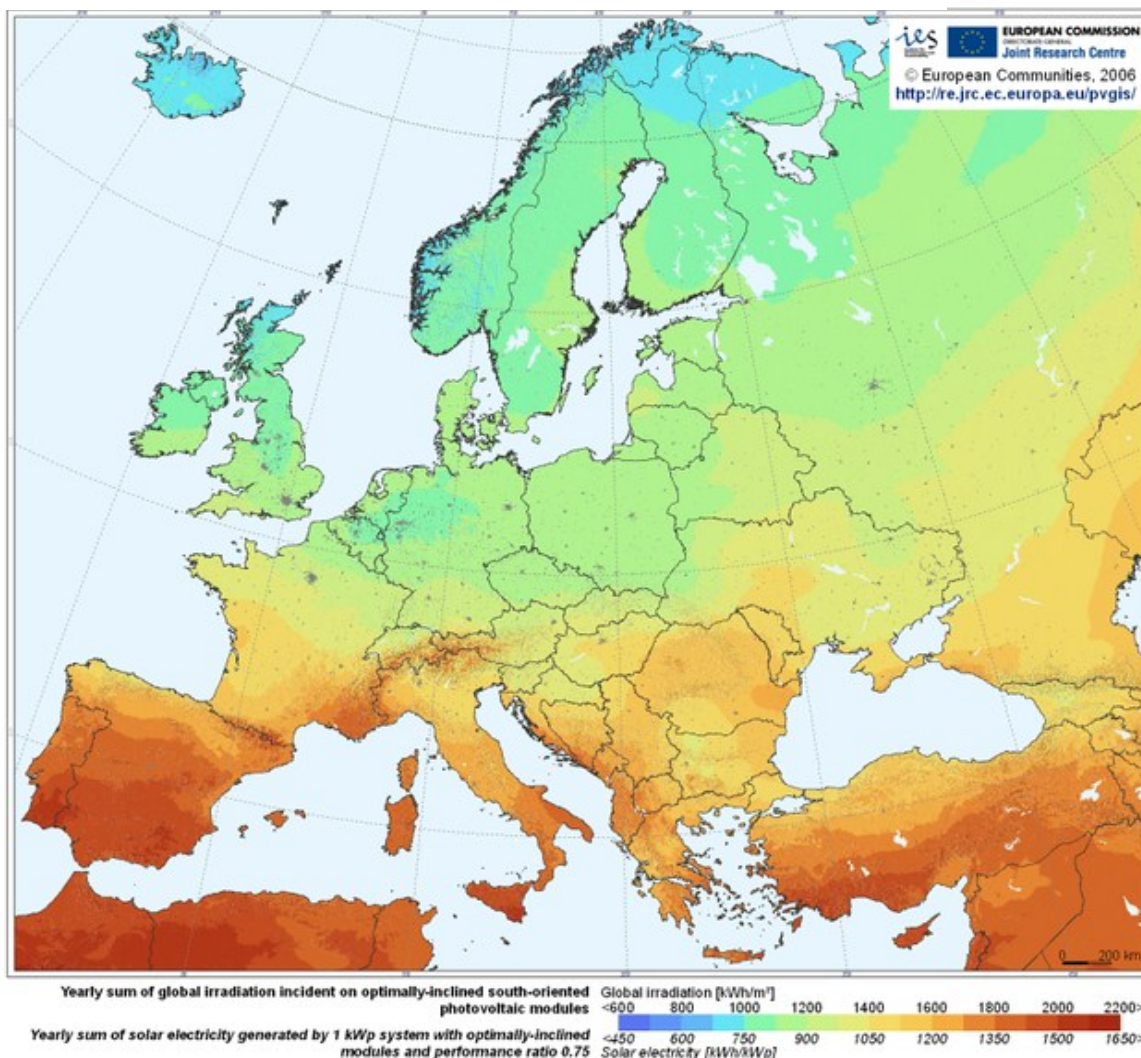 ies
EUROPEAN COMMISSION
DIRECTORATE-GENERAL
Joint Research Centre
© European Communities, 2006
http://re.jrc.ec.europa.eu/pvgis/
0 200 km
Yearly sum of global irradiation incident on optimally-inclined south-oriented
photovoltaic modules
Yearly sum of solar electricity generated by 1 kWp system with optimally-inclined
modules and performance ratio 0.75
Global irradiation [kWh/m²]
<600 800 1000 1200 1400 1600 1800 2000 2200>
<450 600 750 900 1050 1200 1350 1500 1650>
Solar electricity [kWh/kWp]